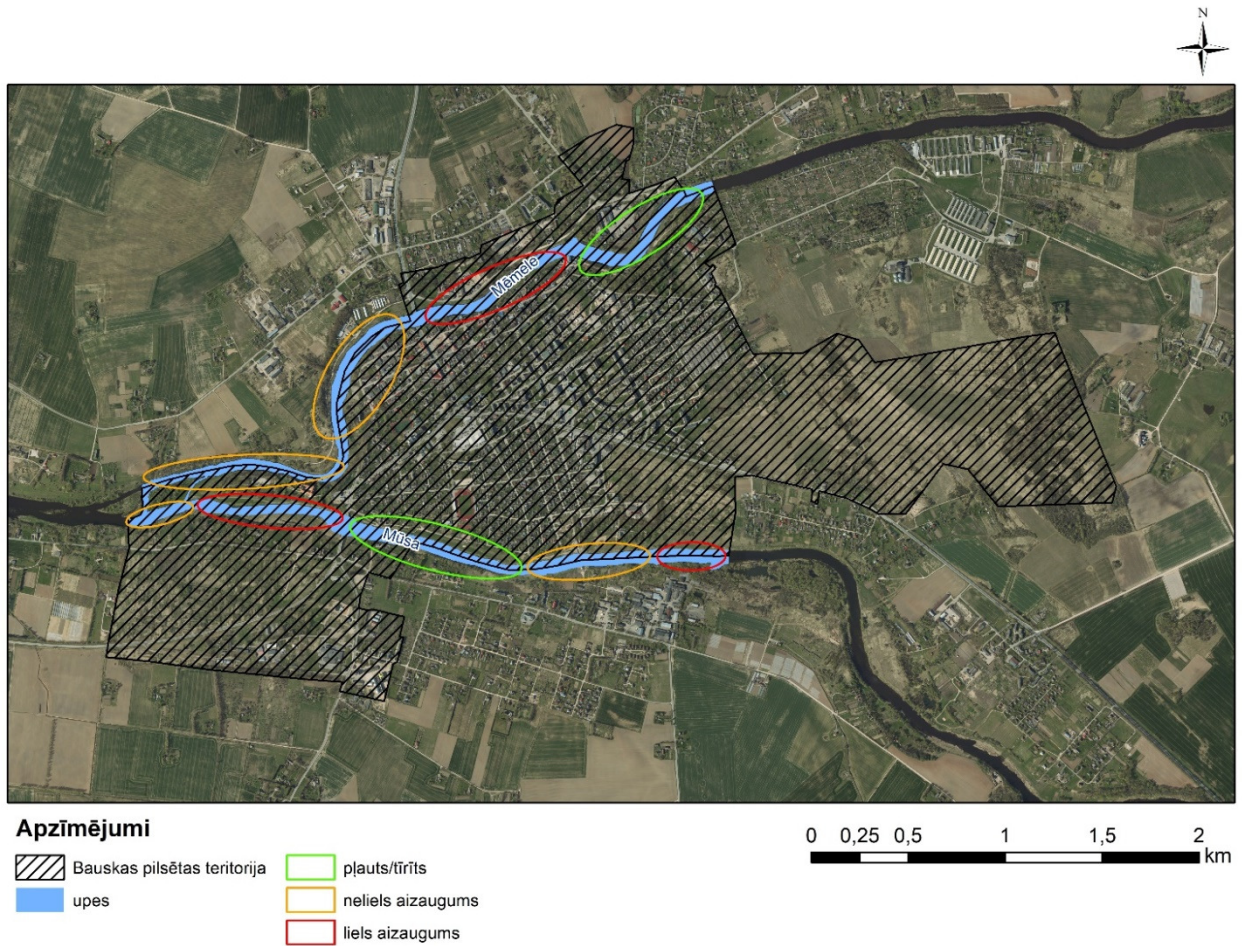 N
Mēmele
Mūsa
Apzīmējumi
Bauskas pilsētas teritorija
upes
pļauts/tīrīts
neliels aizaugums
liels aizaugums
0 0,25 0,5 1 1,5 2
km